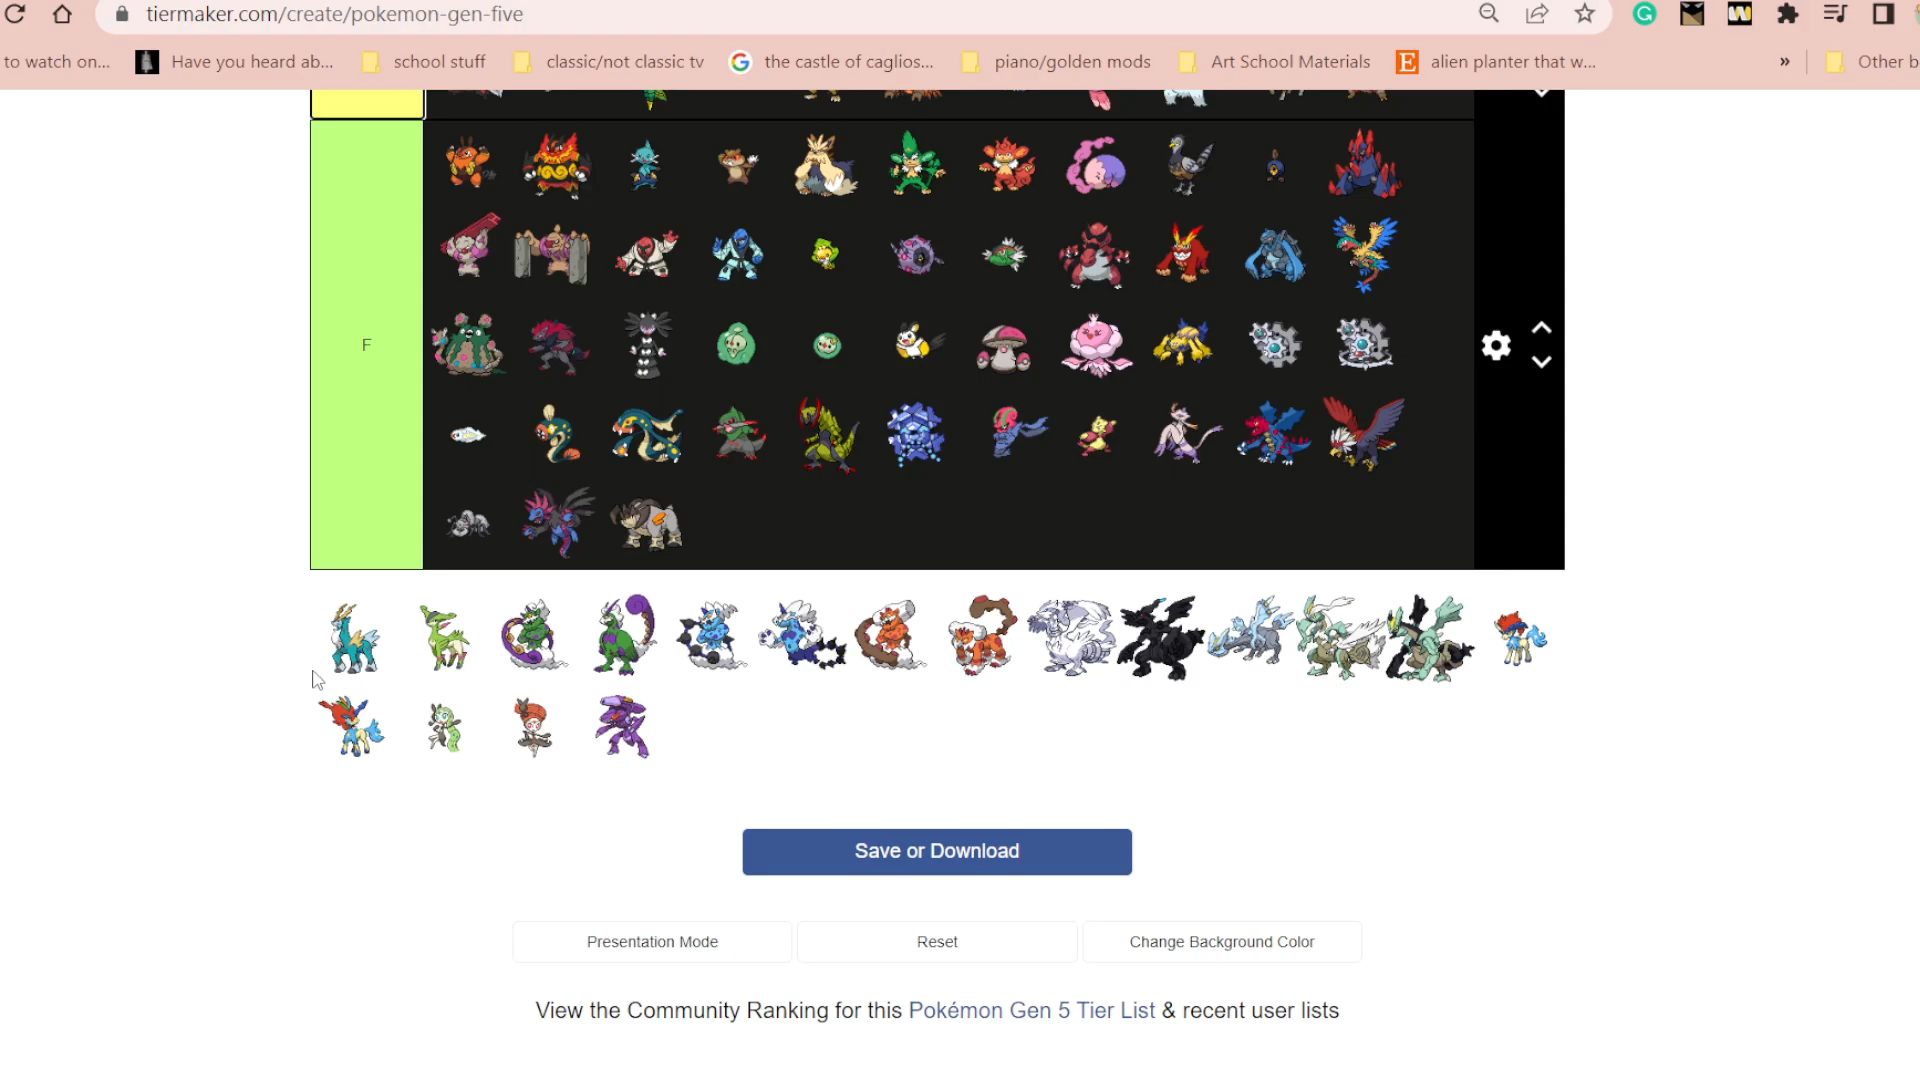 tiermaker.com/create/pokemon-gen-five
to watch on... Have you heard ab... school stuff classic/not classic tv G the castle of caglios... piano/golden mods Art School Materials E alien planter that w... » Other b
F
Save or Download
Presentation Mode Reset Change Background Color
View the Community Ranking for this Pokémon Gen 5 Tier List & recent user lists